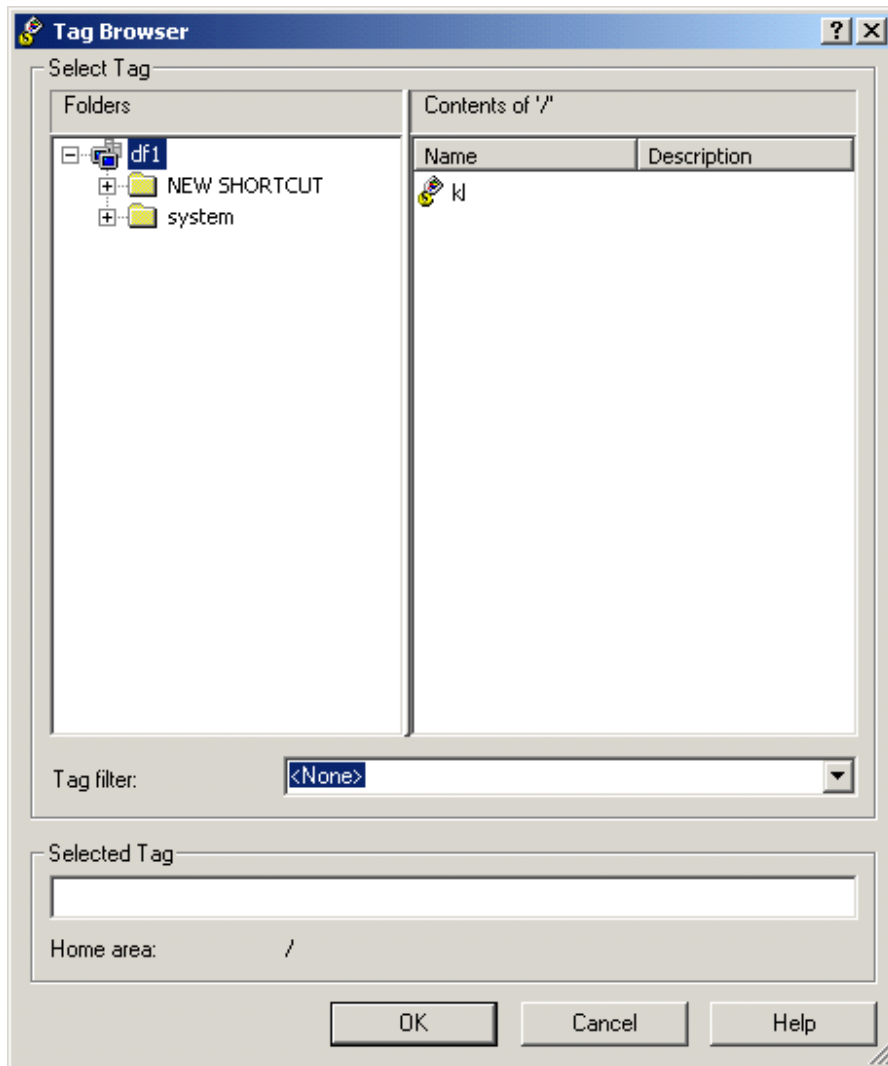 Tag Browser
Select Tag
Folders
Contents of '/'
df1
NEW SHORTCUT
system
Name
Description
kl
Tag filter:
<None>
Selected Tag
Home area:
/
OK
Cancel
Help